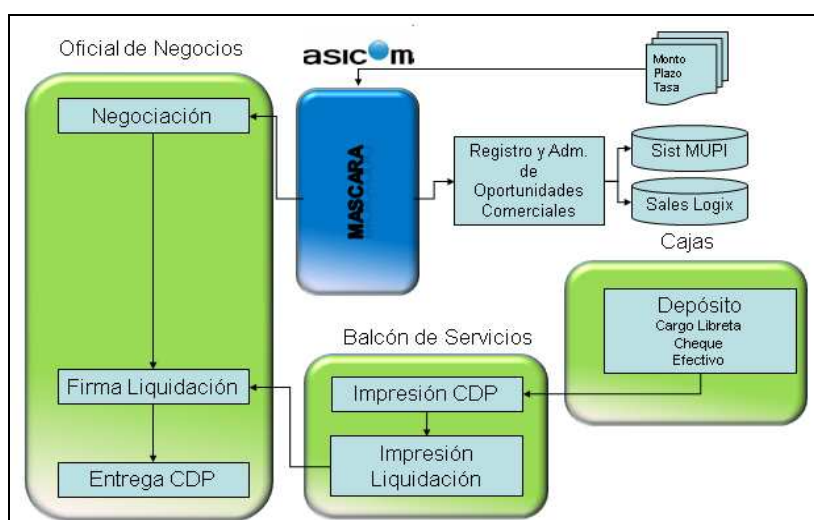 Oficial de Negocios
asicom
Monto
Plazo
Tasa
Negociación
MASCARA
Registro y Adm.
de
Oportunidades
Comerciales
Sist MUPI
Sales Logix
Cajas
Depósito
Cargo Libreta
Cheque
Efectivo
Balcón de Servicios
Firma Liquidación
Impresión CDP
Impresión
Liquidación
Entrega CDP